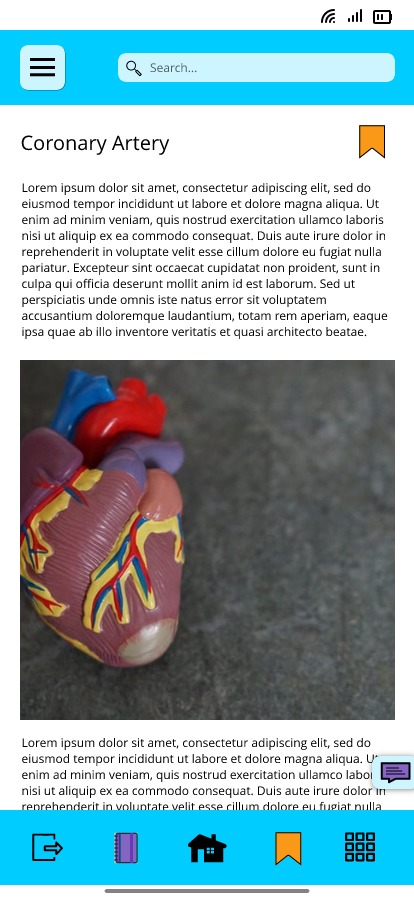 Search...
Coronary Artery
Lorem ipsum dolor sit amet, consectetur adipiscing elit, sed do
eiusmod tempor incididunt ut labore et dolore magna aliqua. Ut
enim ad minim veniam, quis nostrud exercitation ullamco laboris
nisi ut aliquip ex ea commodo consequat. Duis aute irure dolor in
reprehenderit in voluptate velit esse cillum dolore eu fugiat nulla
pariatur. Excepteur sint occaecat cupidatat non proident, sunt in
culpa qui officia deserunt mollit anim id est laborum. Sed ut
perspiciatis unde omnis iste natus error sit voluptatem
accusantium doloremque laudantium, totam rem aperiam, eaque
ipsa quae ab illo inventore veritatis et quasi architecto beatae.
Lorem ipsum dolor sit amet, consectetur adipiscing elit, sed do
eiusmod tempor incididunt ut labore et dolore magna aliqua. Ut
enim ad minim veniam, quis nostrud exercitation ullamco
nisi ut aliquip ex ea commodo consequat. Duis aute irure dolor in
reprehenderit in voluptate velit esse cillum dolore eu fugiat nulla